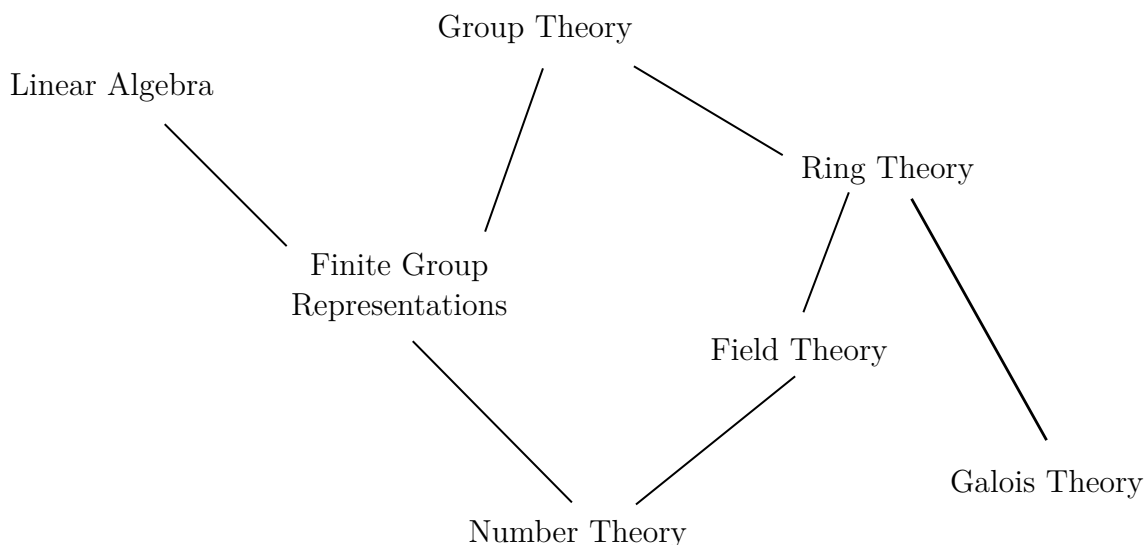 Group Theory
Linear Algebra
Ring Theory
Finite Group
Representations
Field Theory
Galois Theory
Number Theory